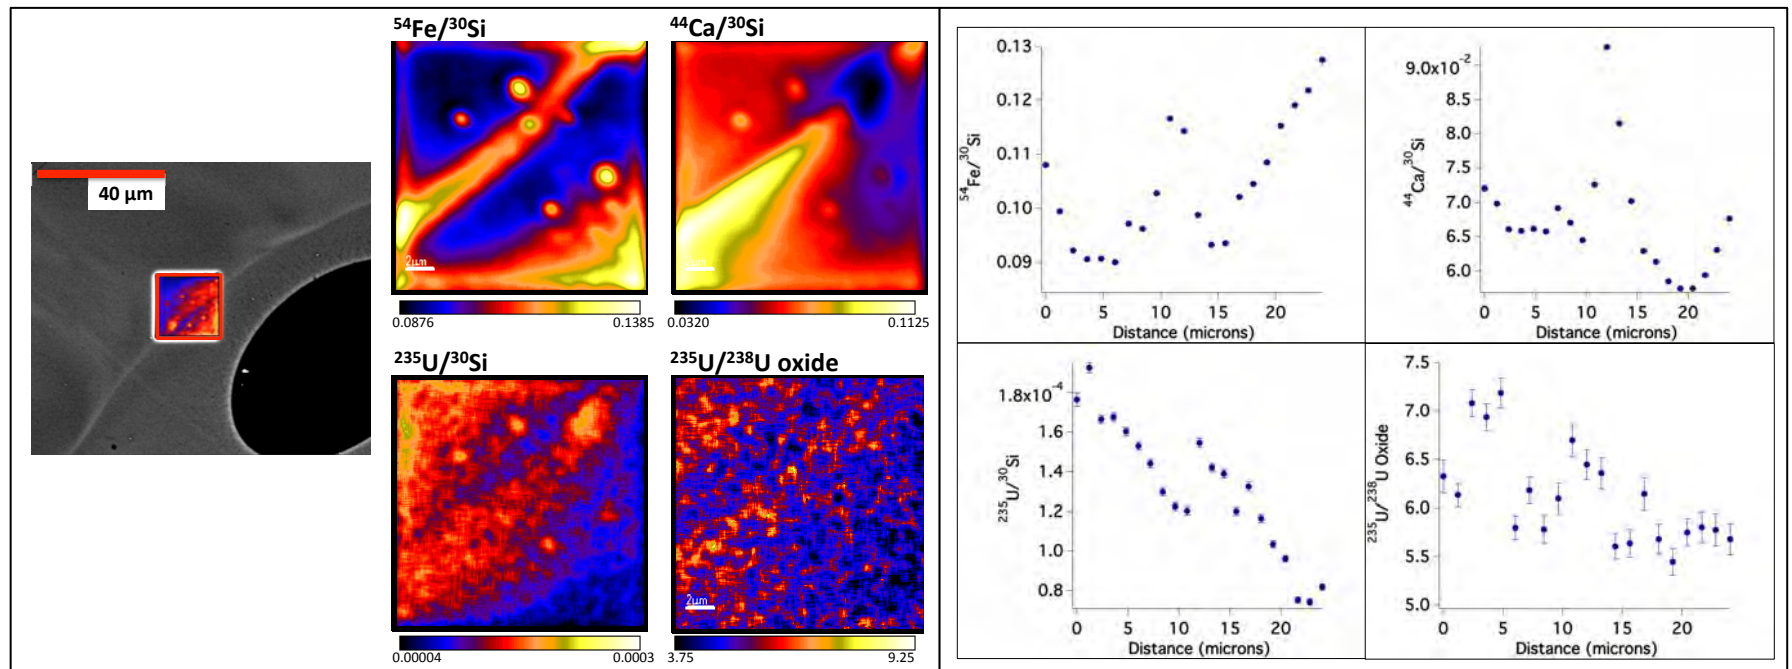 40 µm
⁵⁴Fe/³⁰Si
2µm
0.0876 0.1385
⁴⁴Ca/³⁰Si
2µm
0.0320 0.1125
²³⁵U/³⁰Si
0.00004 0.0003
²³⁵U/²³⁸U oxide
2µm
3.75 9.25
⁵⁴Fe/³⁰Si
0.13
0.12
0.11
0.10
0.09
0 5 10 15 20
Distance (microns)
⁴⁴Ca/³⁰Si
9.0x10⁻²
8.5
8.0
7.5
7.0
6.5
6.0
0 5 10 15 20
Distance (microns)
²³⁵U/³⁰Si
1.8x10⁻⁴
1.6
1.4
1.2
1.0
0.8
0 5 10 15 20
Distance (microns)
²³⁵U/²³⁸U Oxide
7.5
7.0
6.5
6.0
5.5
5.0
0 5 10 15 20
Distance (microns)